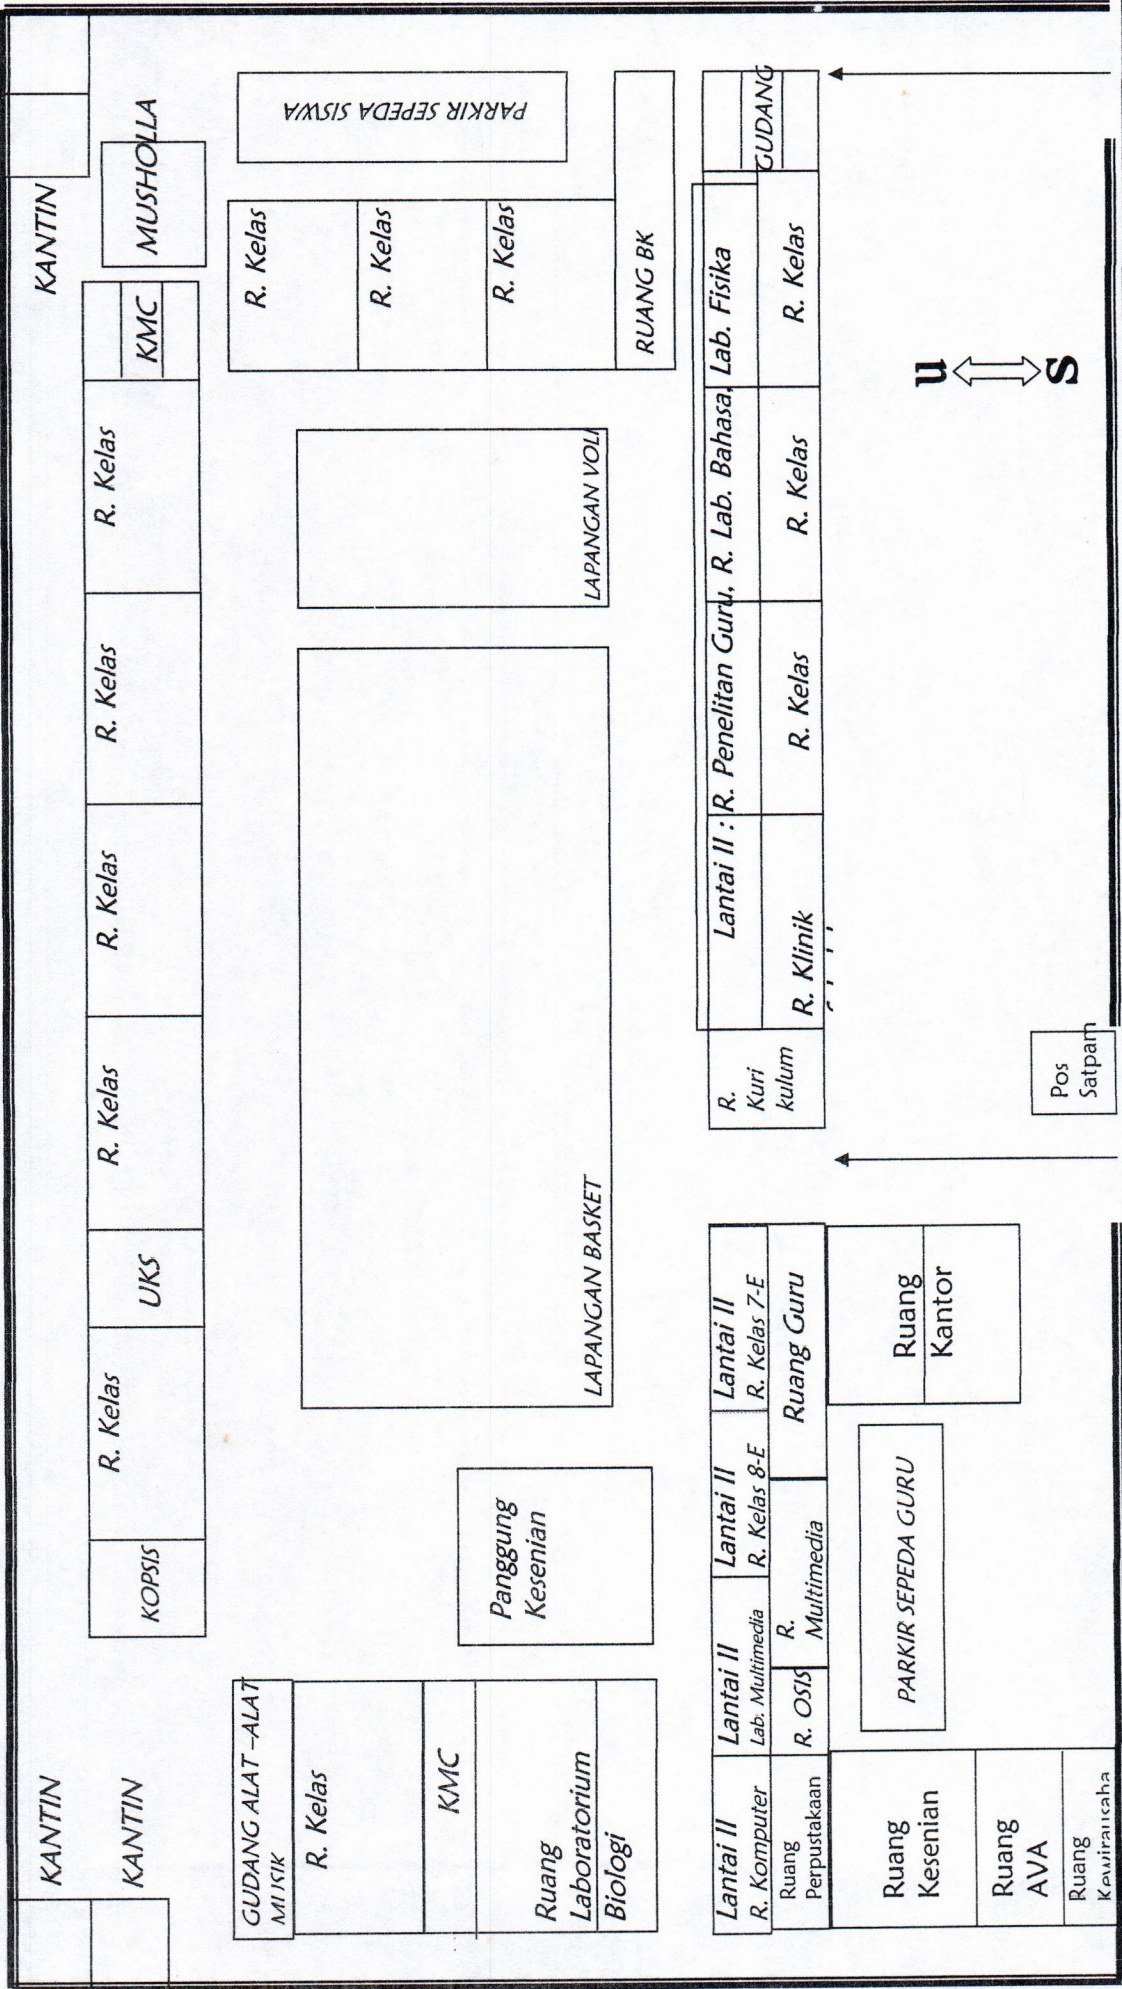 KANTIN
KANTIN
KANTIN
MUSHOLLA
KOPSIS
R. Kelas
UKS
R. Kelas
R. Kelas
R. Kelas
R. Kelas
KMC
GUDANG ALAT –ALAT
MUSIK
R. Kelas
KMC
Ruang
Laboratorium
Biologi
Panggung
Kesenian
LAPANGAN BASKET
LAPANGAN VOLI
R. Kelas
R. Kelas
R. Kelas
RUANG BK
PARKIR SEPEDA SISWA
Lantai II
R. Komputer
Lantai II
Lab. Multimedia
Lantai II
R. Kelas 8-E
Lantai II
R. Kelas 7-E
Ruang
Perpustakaan
R. OSIS
R.
Multimedia
Ruang Guru
R.
Kuri
kulum
Lantai II : R. Penelitan Guru, R. Lab. Bahasa, Lab. Fisika
R. Klinik
R. Kelas
R. Kelas
R. Kelas
GUDANG
Ruang
Kesenian
Ruang
AVA
Ruang
Kewirausaha
PARKIR SEPEDA GURU
Ruang
Kantor
Pos
Satpam
u
s